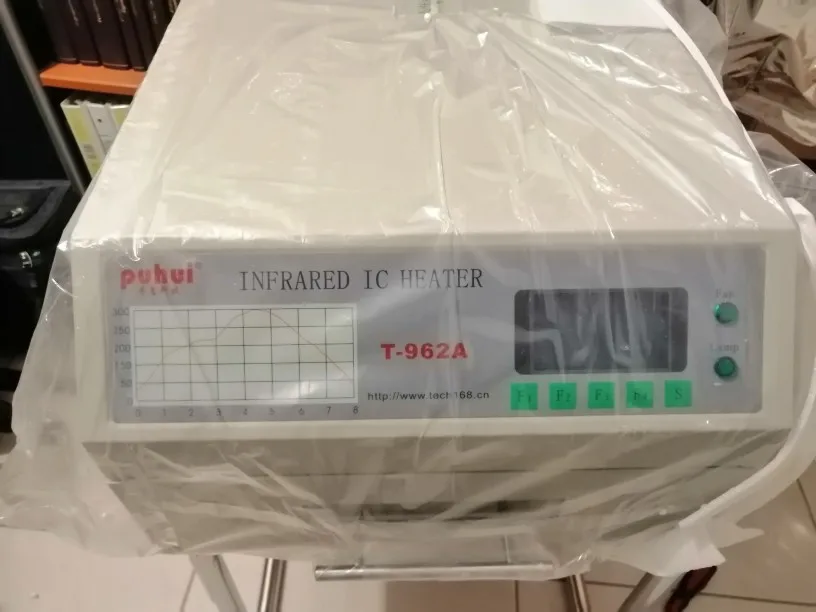 puhui®
INFRARED IC HEATER
300
250
200
150
50
0 1 2 3 4 5 6 7 8
T-962A
http://www.tech168.cn
F1 F2 F3 F4 S
Fan
Lamp